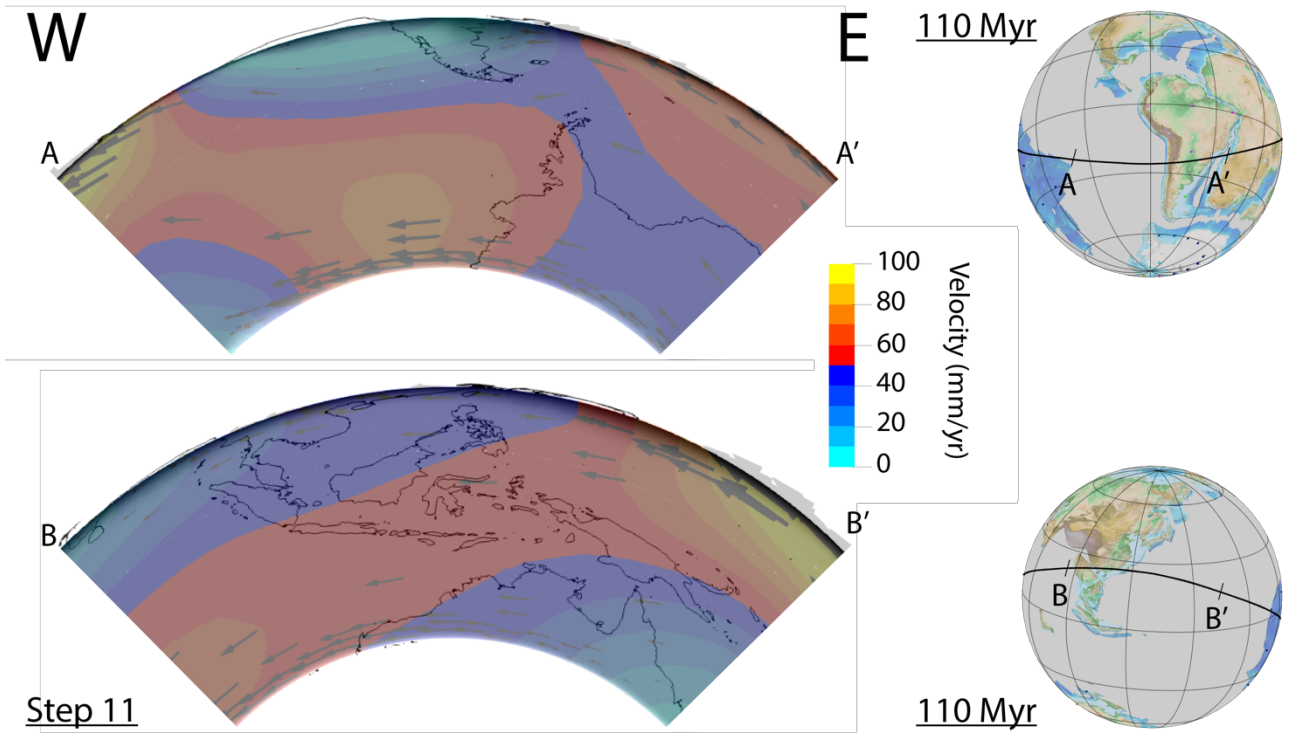 W
E
110 Myr
A
A’
A
A’
100
80
60
40
20
0
Velocity (mm/yr)
B
B’
B
B’
Step 11
110 Myr